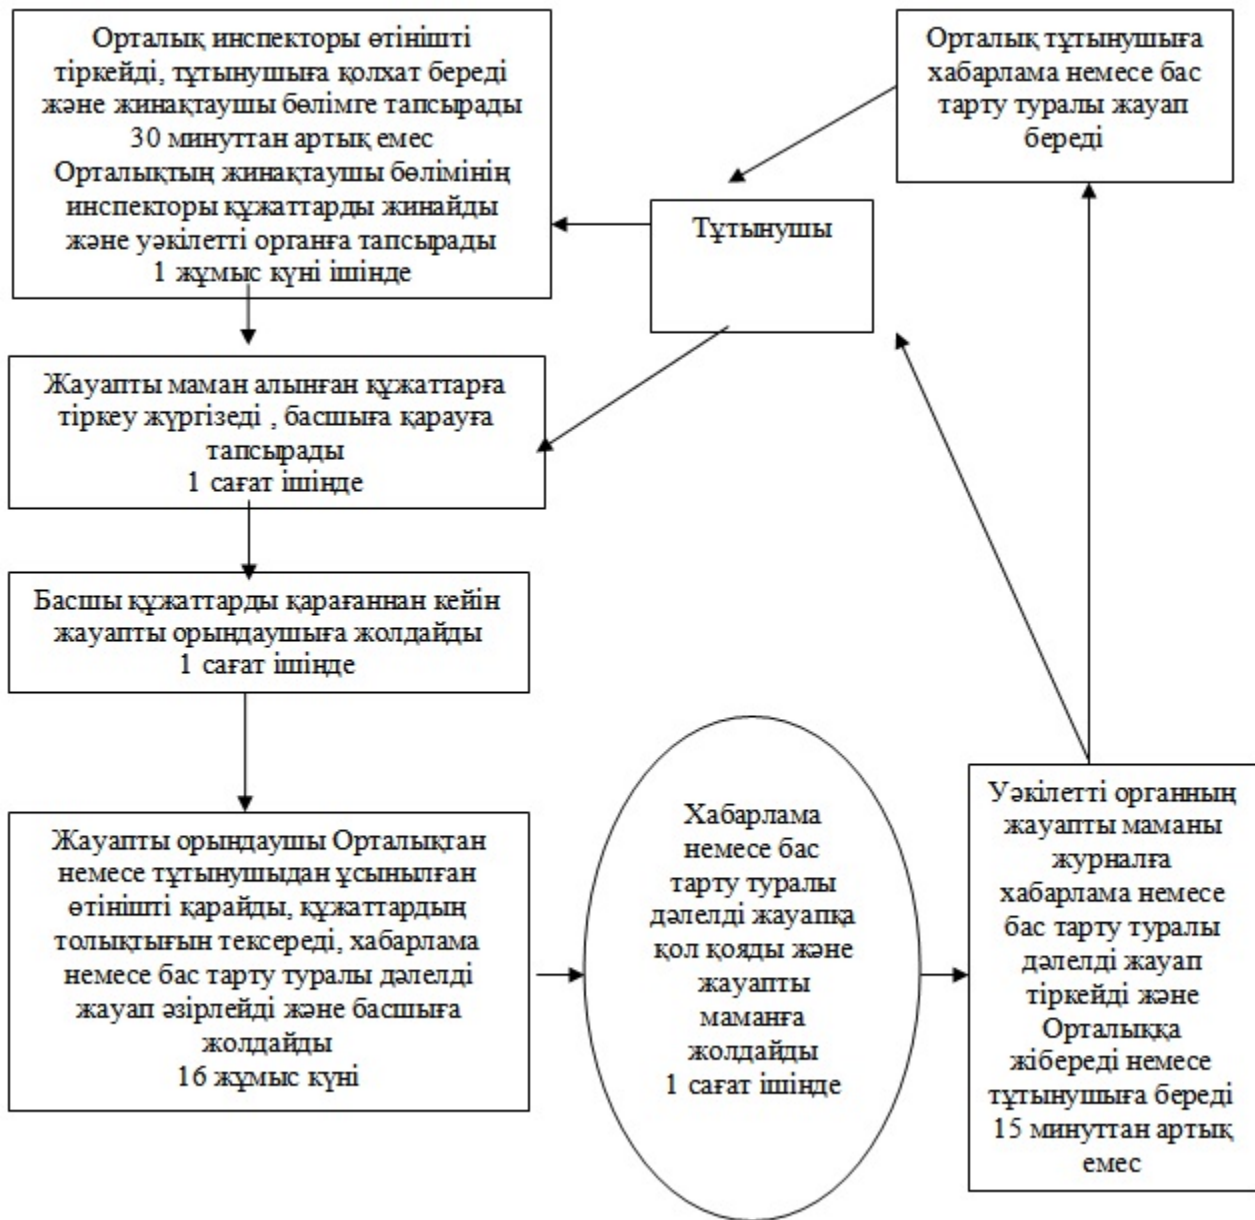 Орталық инспекторы өтінішті
тіркейді, тұтынушыға қолхат береді
және жинақтаушы бөлімге тапсырады
30 минуттан артық емес
Орталықтың жинақтаушы бөлімінің
инспекторы құжаттарды жинайды
және уәкілетті органға тапсырады
1 жұмыс күні ішінде
Орталық тұтынушыға
хабарлама немесе бас
тарту туралы жауап
береді
Тұтынушы
Жауапты маман алынған құжаттарға
тіркеу жүргізеді , басшыға қарауға
тапсырады
1 сағат ішінде
Басшы құжаттарды қарағаннан кейін
жауапты орындаушыға жолдайды
1 сағат ішінде
Жауапты орындаушы Орталықтан
немесе тұтынушыдан ұсынылған
өтінішті қарайды, құжаттардың
толықтығын тексереді, хабарлама
немесе бас тарту туралы дәлелді
жауап әзірлейді және басшыға
жолдайды
16 жұмыс күні
Хабарлама
немесе бас
тарту туралы
дәлелді жауапқа
қол қояды және
жауапты
маманға
жолдайды
1 сағат ішінде
Уәкілетті органның
жауапты маманы
журналға
хабарлама немесе
бас тарту туралы
дәлелді жауап
тіркейді және
Орталыққа
жібереді немесе
тұтынушыға береді
15 минуттан артық
емес